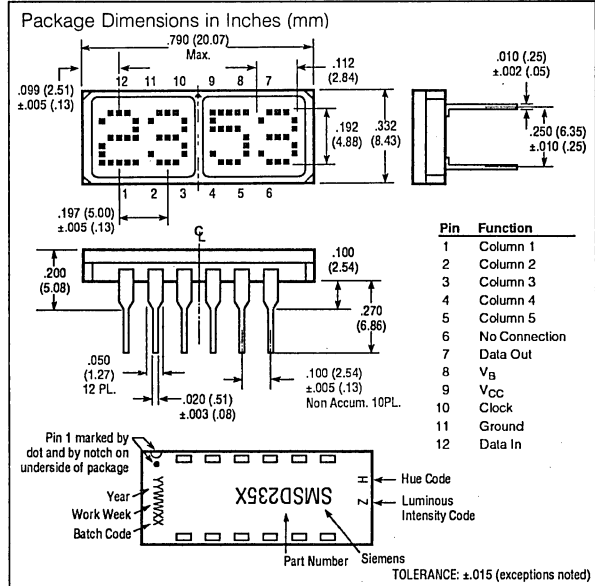 Package Dimensions in Inches (mm)
.790 (20.07)
Max.
.112
(2.84)
.099 (2.51)
±.005 (.13)
12 11 10 9 8 7
.192
(4.88)
.332
(8.43)
1 2 3 4 5 6
.197 (5.00)
±.005 (.13)
.010 (.25)
±.002 (.05)
.250 (6.35)
±.010 (.25)
℄
.200
(5.08)
.100
(2.54)
.270
(6.86)
.050
(1.27)
12 PL.
.020 (.51)
±.003 (.08)
.100 (2.54)
±.005 (.13)
Non Accum. 10PL.
Pin Function
1 Column 1
2 Column 2
3 Column 3
4 Column 4
5 Column 5
6 No Connection
7 Data Out
8 VB
9 VCC
10 Clock
11 Ground
12 Data In
Pin 1 marked by
dot and by notch on
underside of package
Year
Work Week
Batch Code
YYWWXX
SMSD235X
H
Z
Hue Code
Luminous
Intensity Code
Part Number
Siemens
TOLERANCE: ±.015 (exceptions noted)